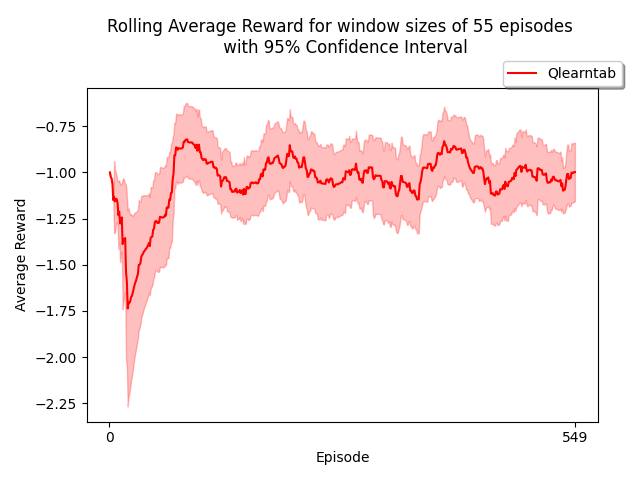 Rolling Average Reward for window sizes of 55 episodes
with 95% Confidence Interval
Qlearntab
−0.75
−1.00
−1.25
−1.50
−1.75
−2.00
−2.25
Average Reward
0
549
Episode